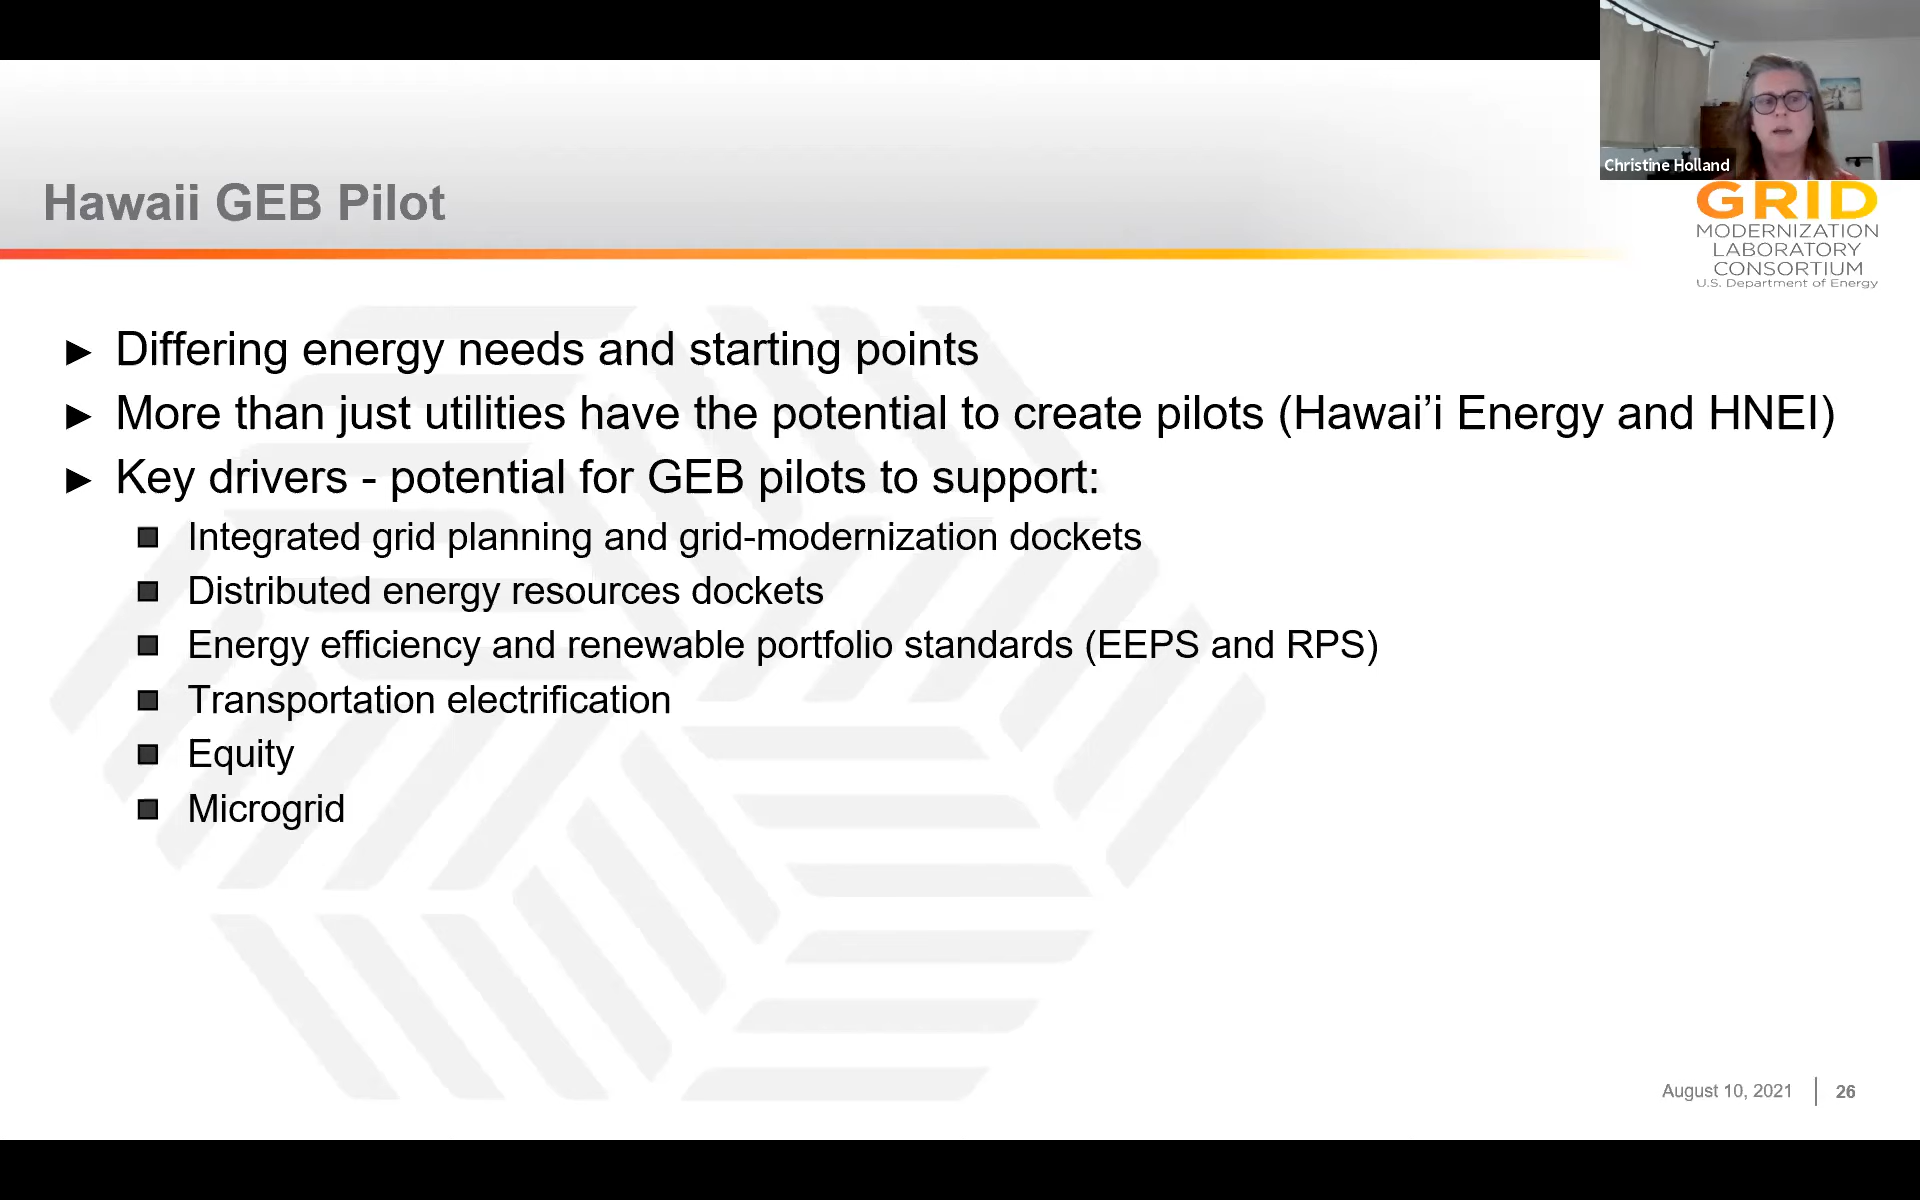 Christine Holland
Hawaii GEB Pilot
GRID
MODERNIZATION
LABORATORY
CONSORTIUM
U.S. Department of Energy
► Differing energy needs and starting points
► More than just utilities have the potential to create pilots (Hawai’i Energy and HNEI)
► Key drivers - potential for GEB pilots to support:
Integrated grid planning and grid-modernization dockets
Distributed energy resources dockets
Energy efficiency and renewable portfolio standards (EEPS and RPS)
Transportation electrification
Equity
Microgrid
August 10, 2021 26